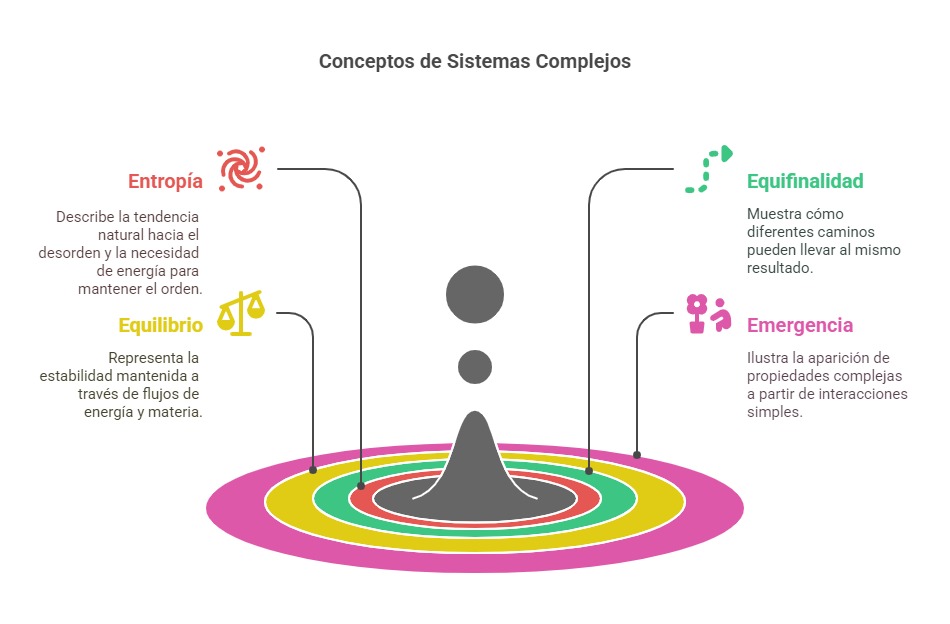 Conceptos de Sistemas Complejos
Entropía
Describe la tendencia
natural hacia el
desorden y la necesidad
de energía para
mantener el orden.
Equilibrio
Representa la
estabilidad mantenida a
través de flujos de
energía y materia.
Equifinalidad
Muestra cómo
diferentes caminos
pueden llevar al mismo
resultado.
Emergencia
Ilustra la aparición de
propiedades complejas
a partir de interacciones
simples.